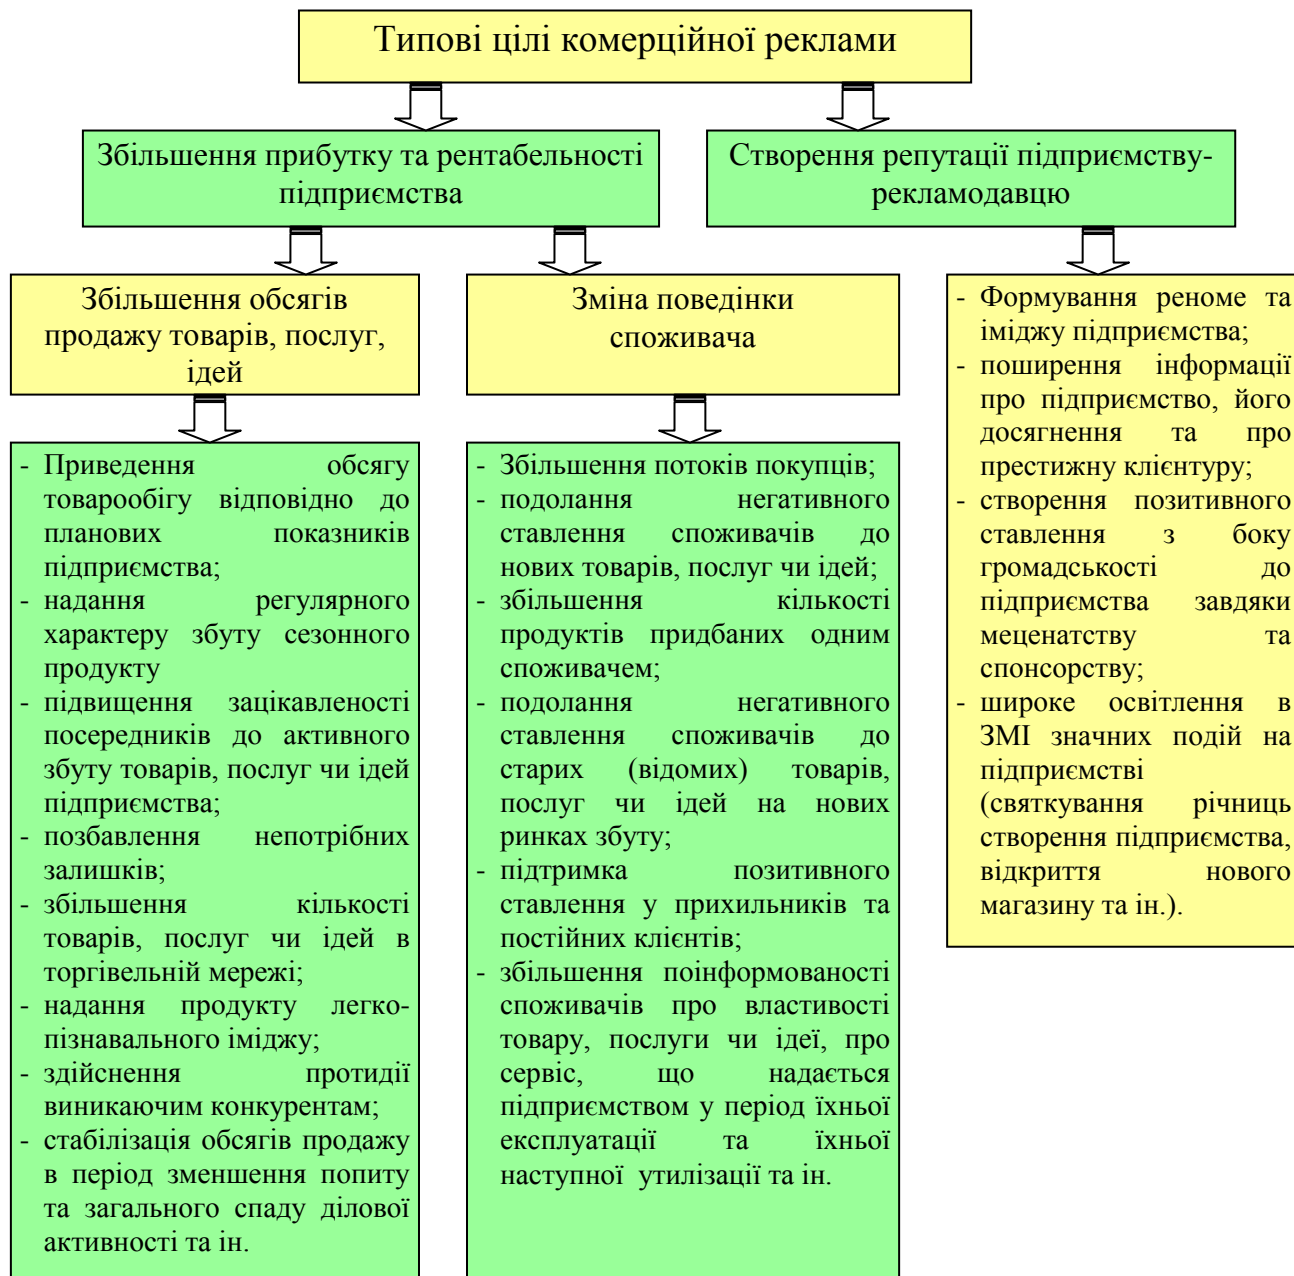 Типові цілі комерційної реклами
Збільшення прибутку та рентабельності
підприємства
Створення репутації підприємству-
рекламодавцю
Збільшення обсягів
продажу товарів, послуг,
ідей
Зміна поведінки
споживача
- Приведення обсягу
товарообігу відповідно до
планових показників
підприємства;
- надання регулярного
характеру збуту сезонного
продукту
- підвищення зацікавленості
посередників до активного
збуту товарів, послуг чи ідей
підприємства;
- позбавлення непотрібних
залишків;
- збільшення кількості
товарів, послуг чи ідей в
торгівельній мережі;
- надання продукту легко-
пізнавального іміджу;
- здійснення протидії
виникаючим конкурентам;
- стабілізація обсягів продажу
в період зменшення попиту
та загального спаду ділової
активності та ін.
- Збільшення потоків покупців;
- подолання негативного
ставлення споживачів до
нових товарів, послуг чи ідей;
- збільшення кількості
продуктів придбаних одним
споживачем;
- подолання негативного
ставлення споживачів до
старих (відомих) товарів,
послуг чи ідей на нових
ринках збуту;
- підтримка позитивного
ставлення у прихильників та
постійних клієнтів;
- збільшення поінформованості
споживачів про властивості
товару, послуги чи ідеї, про
сервіс, що надається
підприємством у період їхньої
експлуатації та їхньої
наступної утилізації та ін.
- Формування реноме та
іміджу підприємства;
- поширення інформації
про підприємство, його
досягнення та про
престижну клієнтуру;
- створення позитивного
ставлення з боку
громадськості до
підприємства завдяки
меценатству та
спонсорству;
- широке освітлення в
ЗМІ значних подій на
підприємстві
(святкування річниць
створення підприємства,
відкриття нового
магазину та ін.).